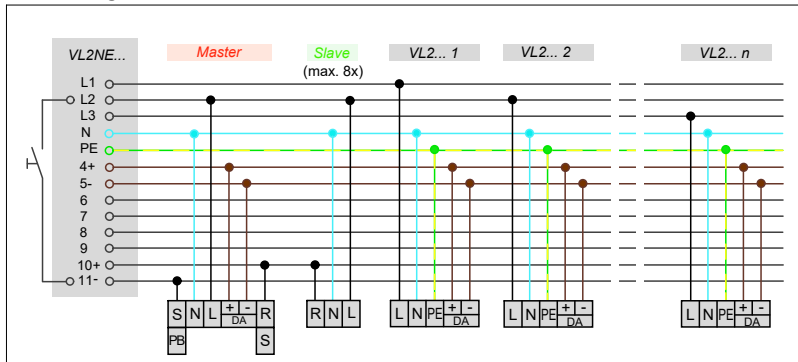 VL2NE... Master Slave VL2... 1 VL2... 2 VL2... n
(max. 8x)
L1
L2
L3
N
PE
4+
5-
6
7
8
9
10+
11-
S N L + - R R N L L N PE + - L N PE + - L N PE + -
DA DA DA DA
PB S